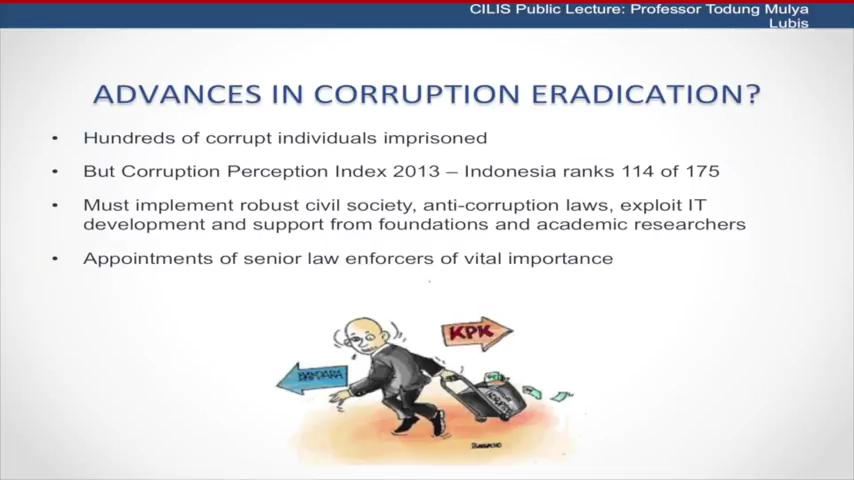 CILIS Public Lecture: Professor Todung Mulya
Lubis
ADVANCES IN CORRUPTION ERADICATION?
• Hundreds of corrupt individuals imprisoned
• But Corruption Perception Index 2013 – Indonesia ranks 114 of 175
• Must implement robust civil society, anti-corruption laws, exploit IT
development and support from foundations and academic researchers
• Appointments of senior law enforcers of vital importance
KPK